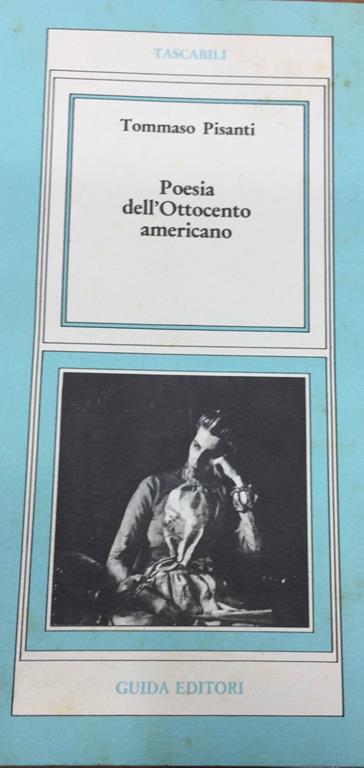 TASCABILI
Tommaso Pisanti
Poesia
dell'Ottocento
americano
GUIDA EDITORI